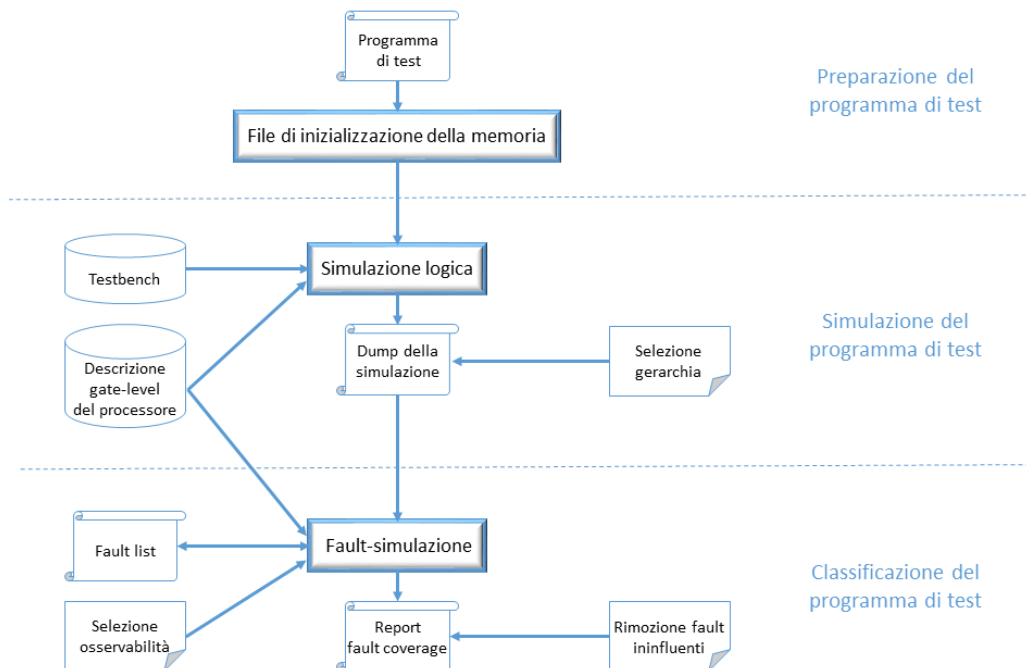 Programma
di test
Preparazione del
programma di test
File di inizializzazione della memoria
Testbench
Simulazione logica
Descrizione
gate-level
del processore
Dump della
simulazione
Selezione
gerarchia
Simulazione del
programma di test
Fault list
Fault-simulazione
Classificazione del
programma di test
Selezione
osservabilità
Report
fault coverage
Rimozione fault
ininfluenti